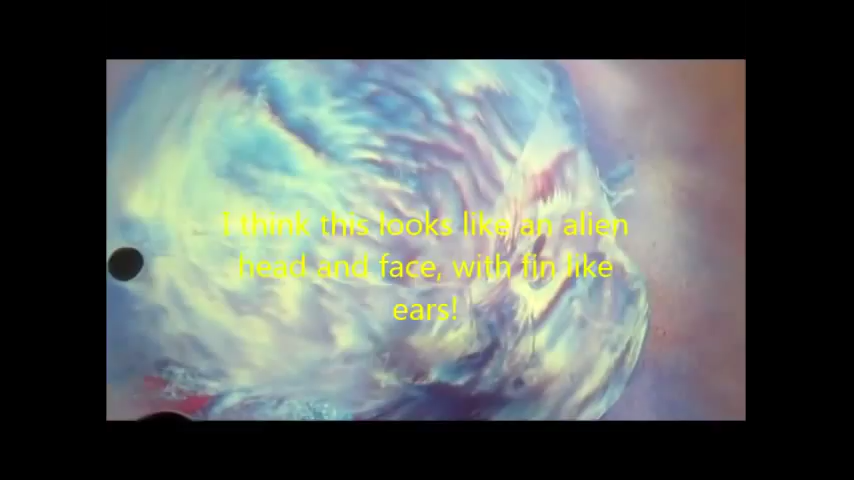 I think this looks like an alien
head and face, with fin like
ears!